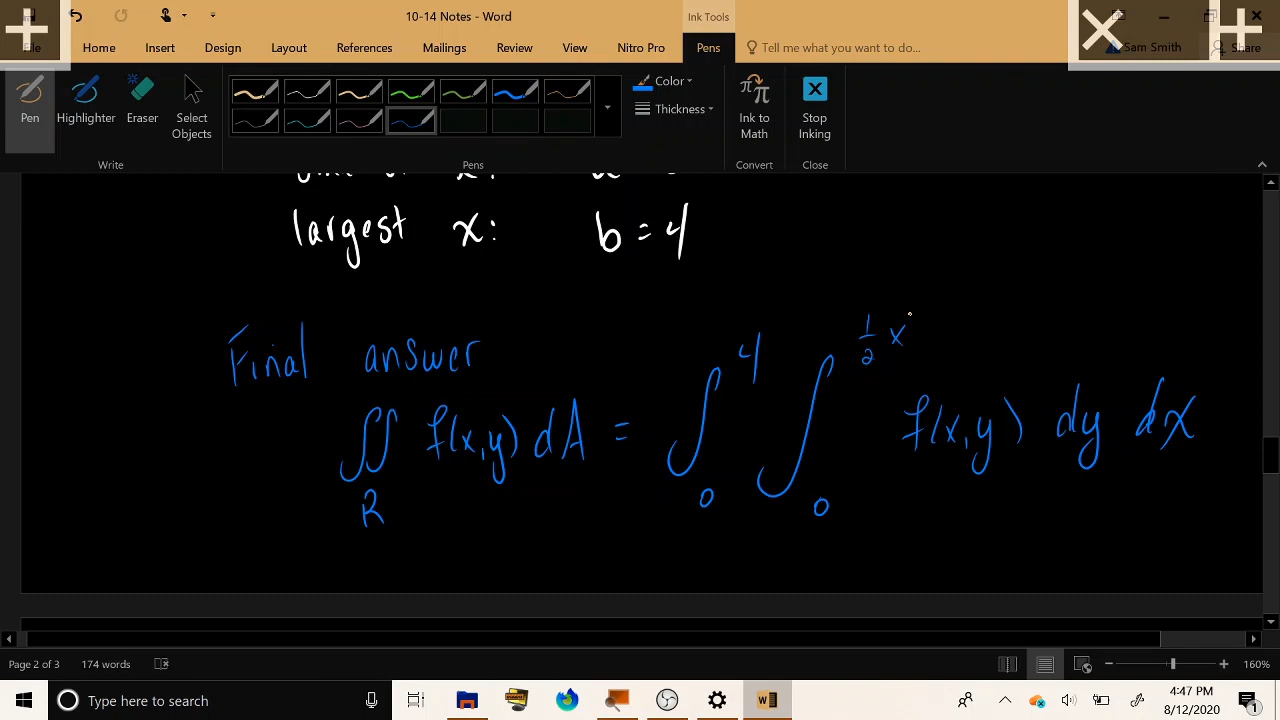 10-14 Notes - Word
Ink Tools
File Home Insert Design Layout References Mailings Review View Nitro Pro Pens Tell me what you want to do... Sam Smith Share
Pen Highlighter Eraser Select Objects
Color
Thickness
Ink to Math
Stop Inking
Write Pens Convert Close
largest x: b = 4
Final answer
∬_R f(x,y) dA = ∫_0^4 ∫_0^{1/2 x} f(x,y) dy dx
Page 2 of 3 174 words 160%
Type here to search
4:47 PM
8/12/2020
1